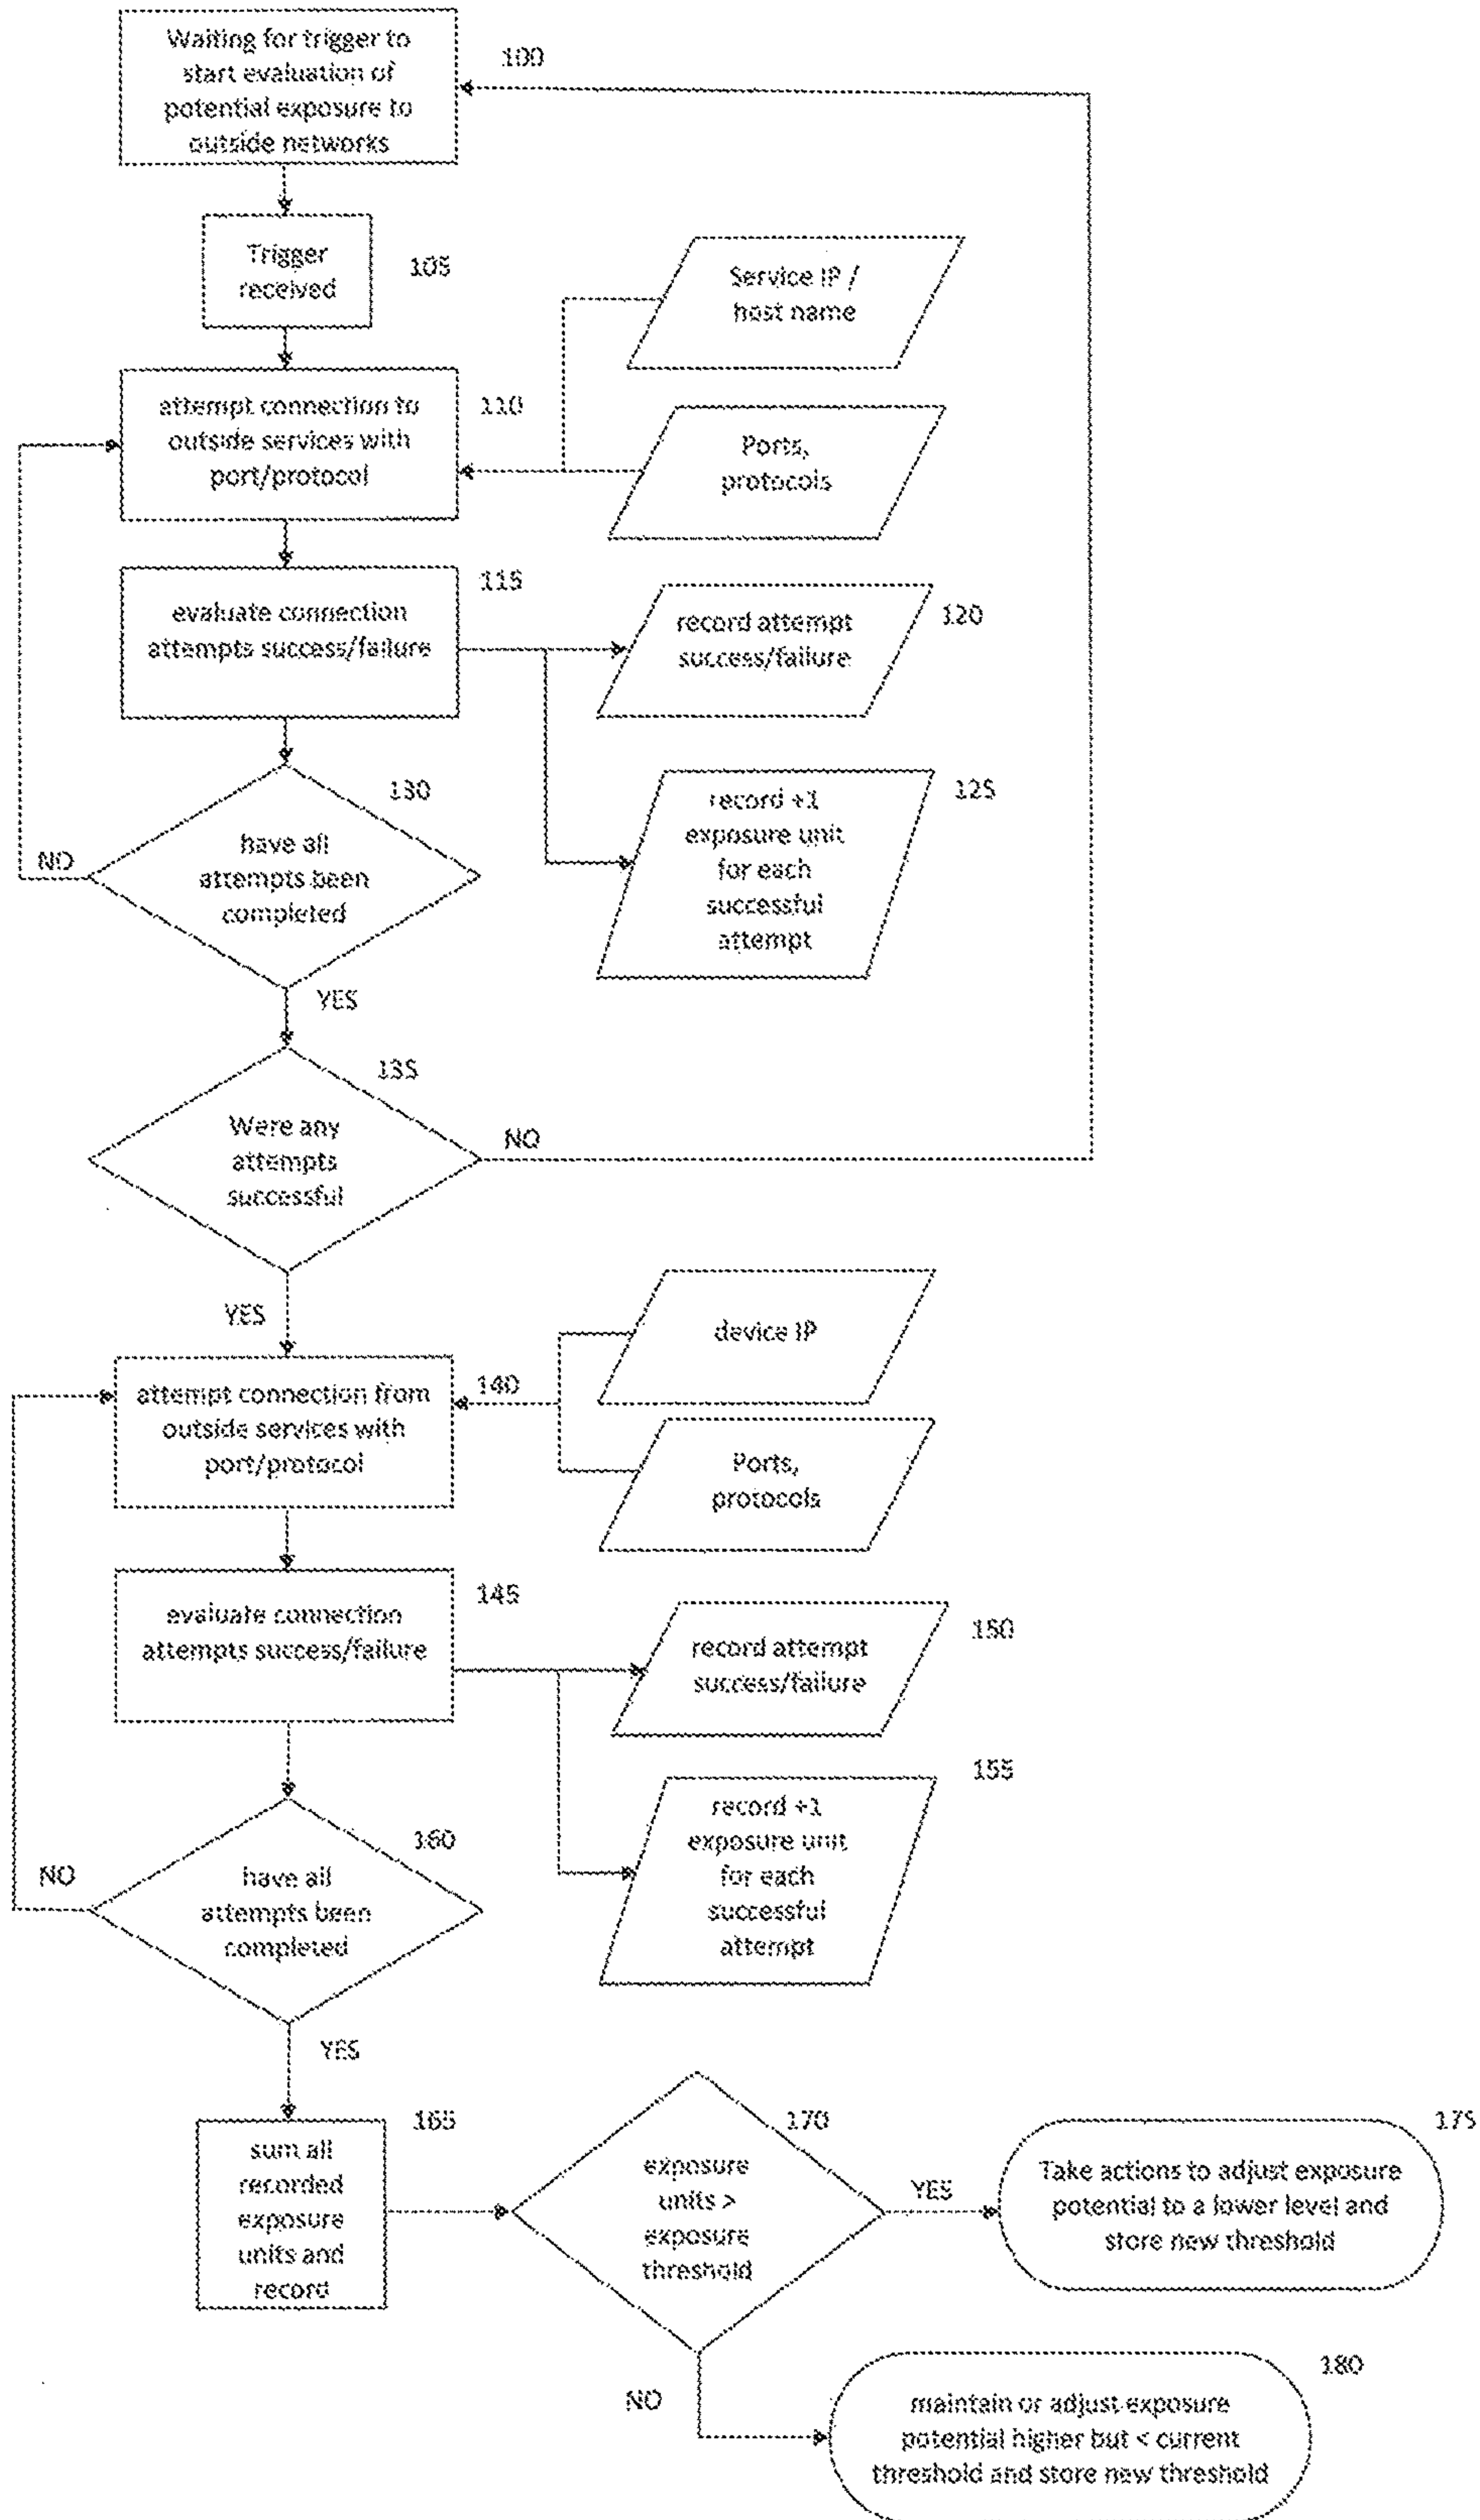 Waiting for trigger to
start evaluation of
potential exposure to
outside networks
100
Trigger
received
105
Service IP /
host name
attempt connection to
outside services with
port/protocol
110
Ports,
protocols
evaluate connection
attempts success/failure
115
record attempt
success/failure
120
record +1
exposure unit
for each
successful
attempt
125
130
have all
attempts been
completed
NO
YES
135
Were any
attempts
successful
NO
YES
device IP
attempt connection from
outside services with
port/protocol
140
Ports,
protocols
evaluate connection
attempts success/failure
145
record attempt
success/failure
150
155
record +1
exposure unit
for each
successful
attempt
160
have all
attempts been
completed
NO
YES
sum all
recorded
exposure
units and
record
165
170
exposure
units >
exposure
threshold
YES
175
Take actions to adjust exposure
potential to a lower level and
store new threshold
NO
180
maintain or adjust exposure
potential higher but < current
threshold and store new threshold